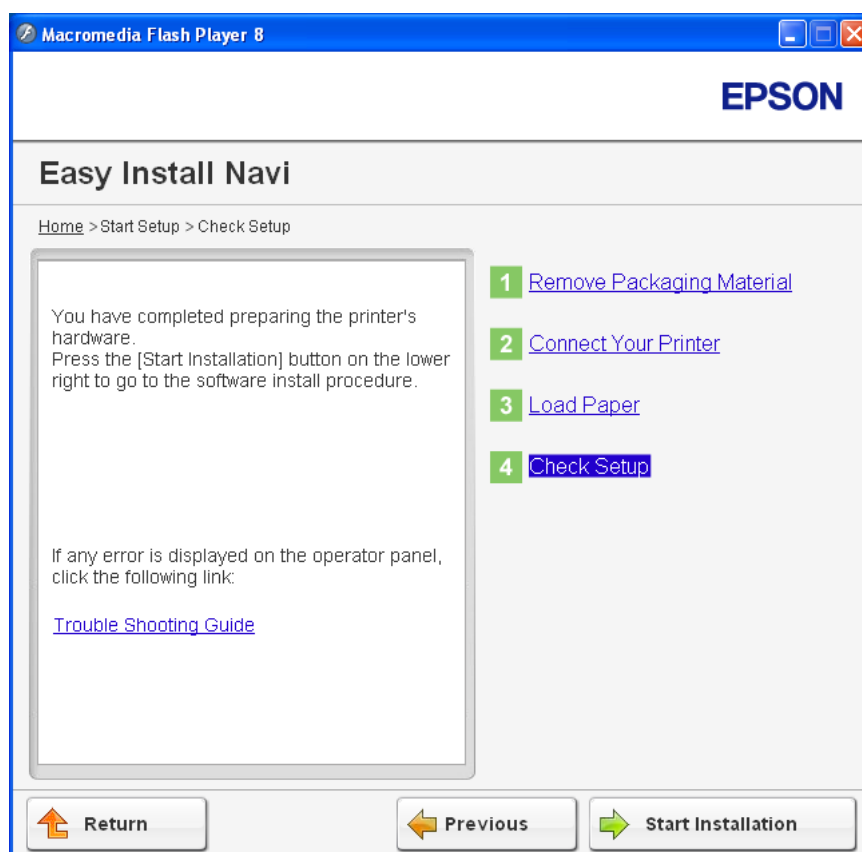 Macromedia Flash Player 8
EPSON
Easy Install Navi
Home > Start Setup > Check Setup
You have completed preparing the printer's
hardware.
Press the [Start Installation] button on the lower
right to go to the software install procedure.
If any error is displayed on the operator panel,
click the following link:
Trouble Shooting Guide
1 Remove Packaging Material
2 Connect Your Printer
3 Load Paper
4 Check Setup
Return
Previous
Start Installation